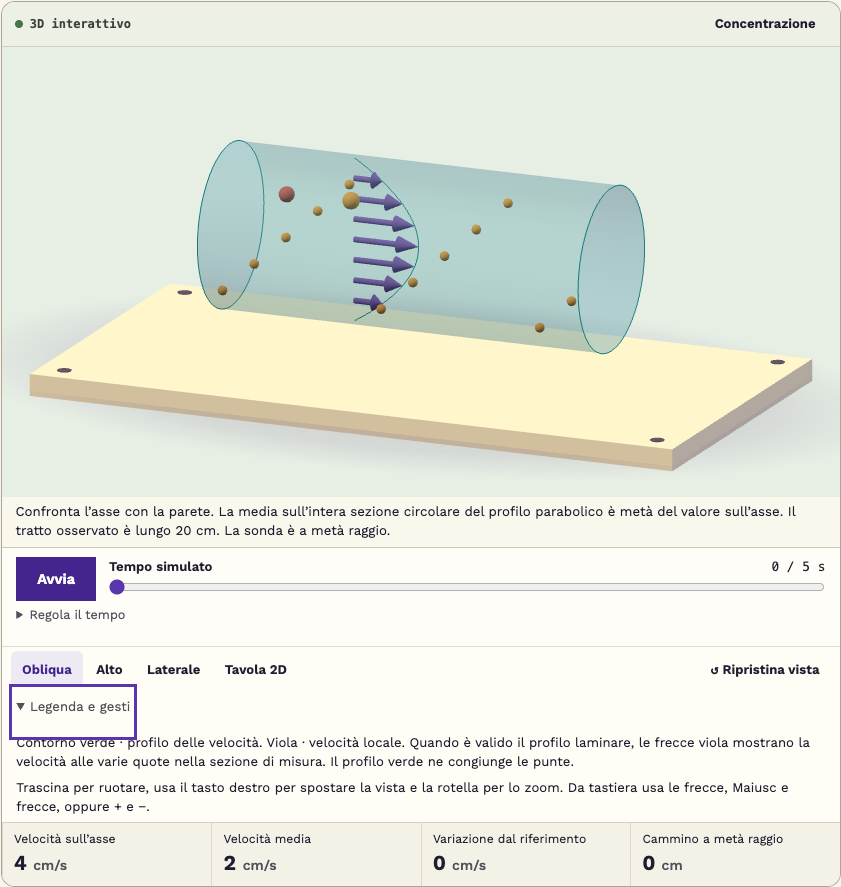 3D interattivo
Concentrazione
Confronta l’asse con la parete. La media sull’intera sezione circolare del profilo parabolico è metà del valore sull’asse. Il
tratto osservato è lungo 20 cm. La sonda è a metà raggio.
Avvia
Tempo simulato
0 / 5 s
▶ Regola il tempo
Obliqua
Alto
Laterale
Tavola 2D
↺ Ripristina vista
▼ Legenda e gesti
Contorno verde · profilo delle velocità. Viola · velocità locale. Quando è valido il profilo laminare, le frecce viola mostrano la
velocità alle varie quote nella sezione di misura. Il profilo verde ne congiunge le punte.
Trascina per ruotare, usa il tasto destro per spostare la vista e la rotella per lo zoom. Da tastiera usa le frecce, Maiusc e
frecce, oppure + e −.
Velocità sull’asse
4 cm/s
Velocità media
2 cm/s
Variazione dal riferimento
0 cm/s
Cammino a metà raggio
0 cm